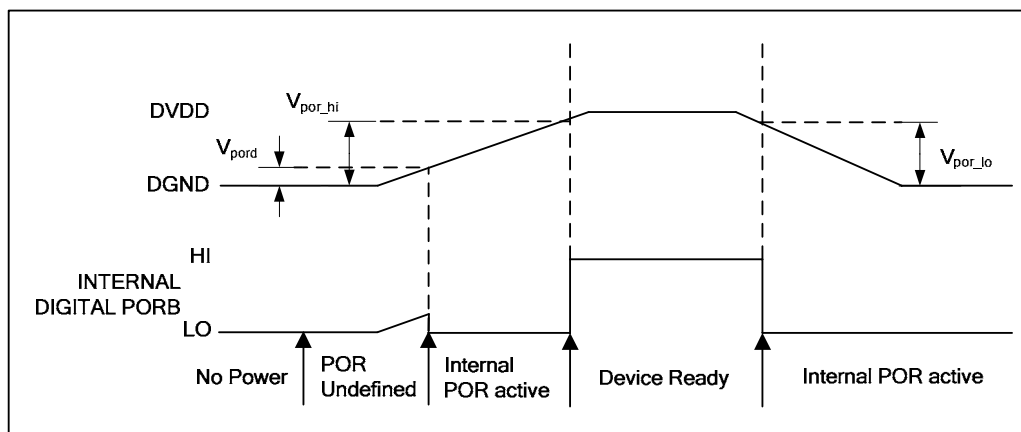 DVDD
V_por_hi
V_pord
DGND
V_por_lo
HI
INTERNAL
DIGITAL PORB
LO
No Power
POR
Undefined
Internal
POR active
Device Ready
Internal POR active